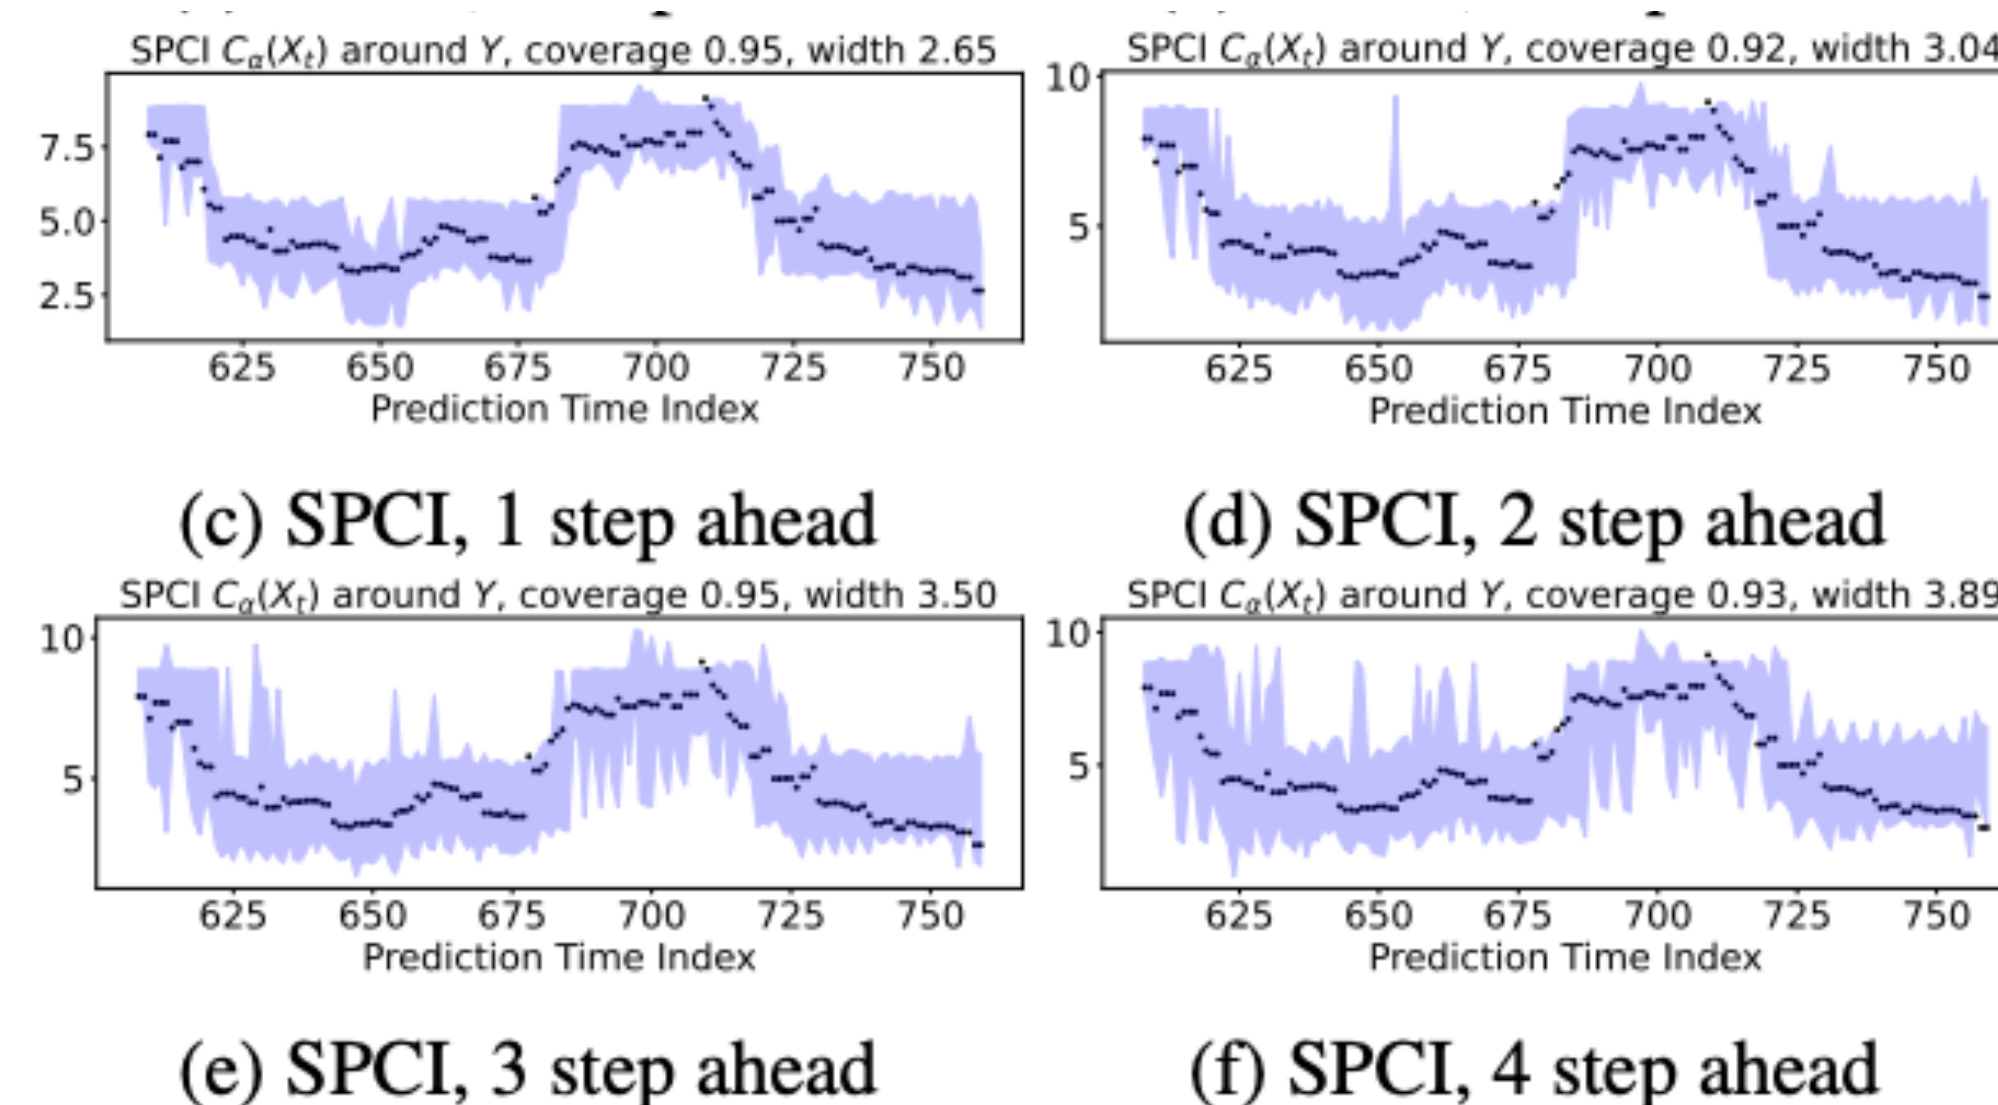 SPCI Cα(Xt) around Y, coverage 0.95, width 2.65
7.5
5.0
2.5
625 650 675 700 725 750
Prediction Time Index
(c) SPCI, 1 step ahead
SPCI Cα(Xt) around Y, coverage 0.92, width 3.04
10
5
625 650 675 700 725 750
Prediction Time Index
(d) SPCI, 2 step ahead
SPCI Cα(Xt) around Y, coverage 0.95, width 3.50
10
5
625 650 675 700 725 750
Prediction Time Index
(e) SPCI, 3 step ahead
SPCI Cα(Xt) around Y, coverage 0.93, width 3.89
10
5
625 650 675 700 725 750
Prediction Time Index
(f) SPCI, 4 step ahead